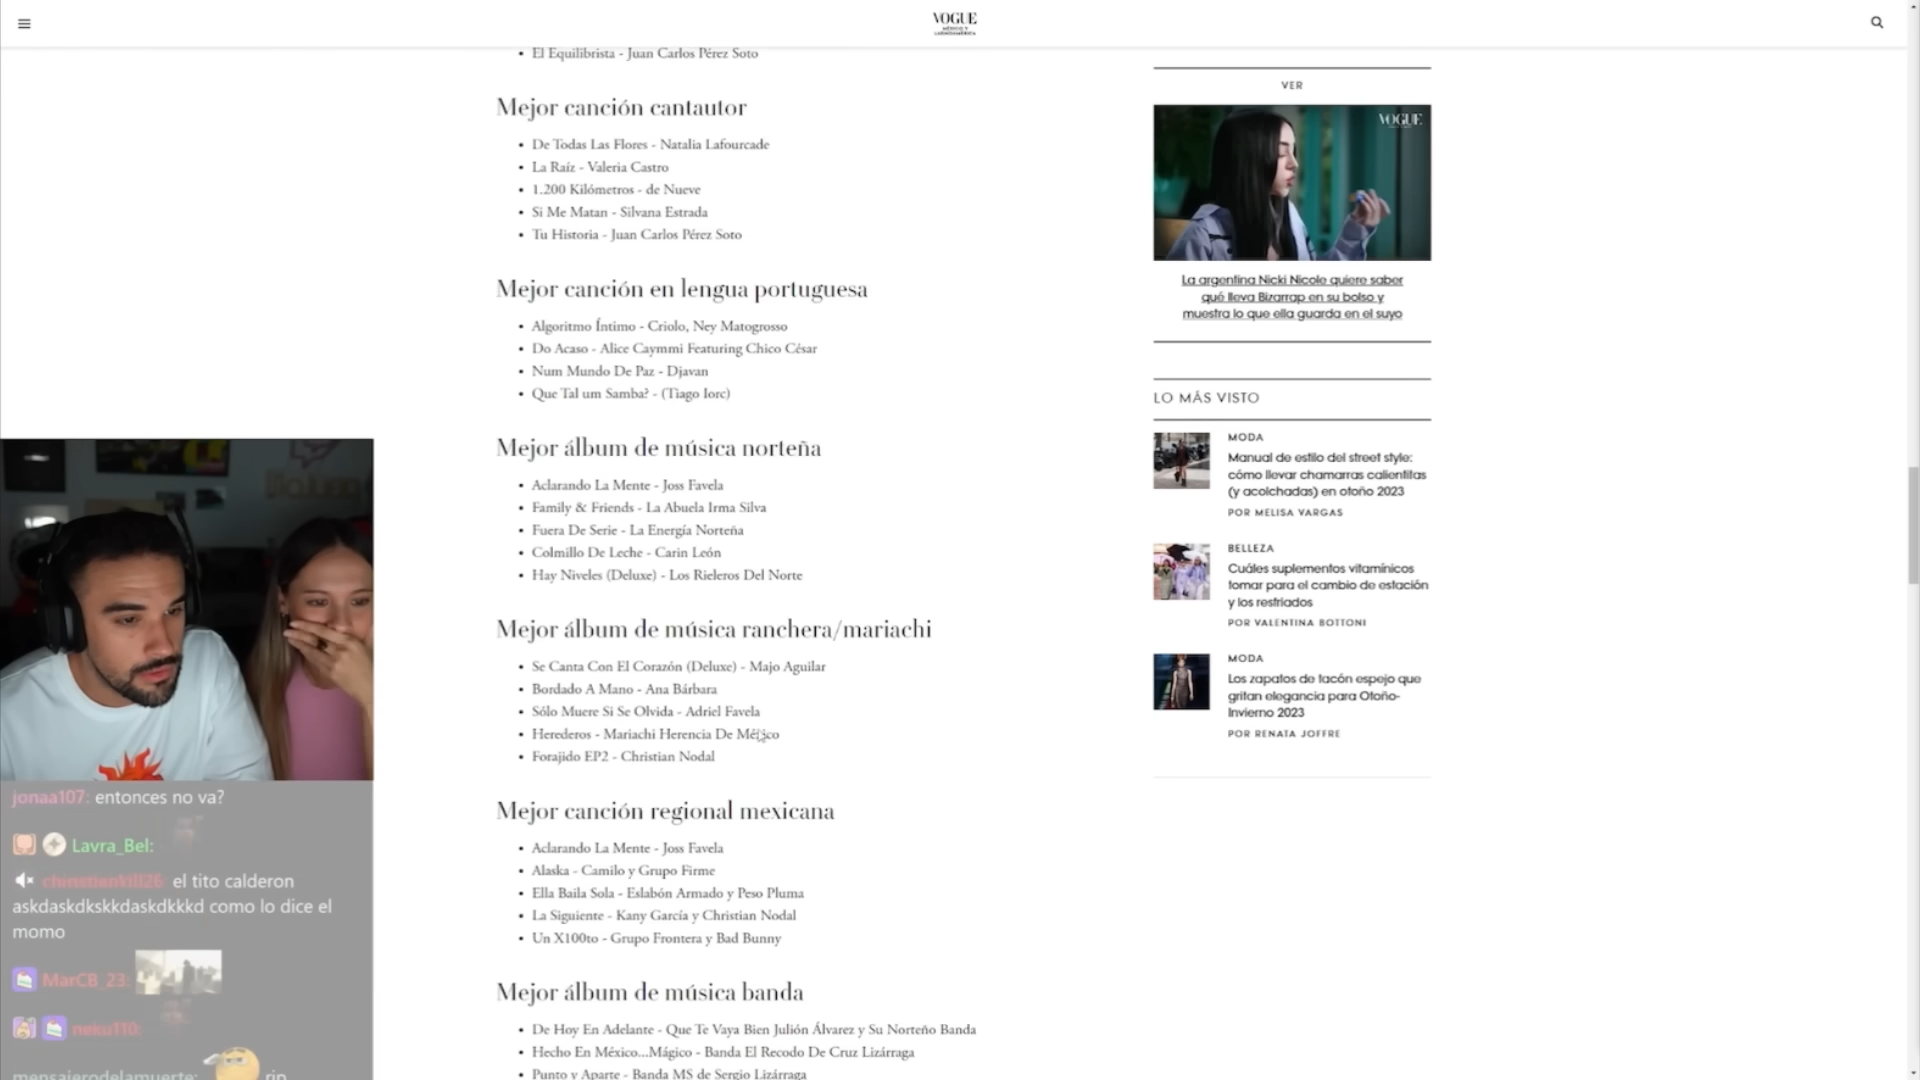 VOGUE
MÉXICO Y
LATINOAMÉRICA
El Equilibrista - Juan Carlos Pérez Soto
Mejor canción cantautor
De Todas Las Flores - Natalia Lafourcade
La Raíz - Valeria Castro
1.200 Kilómetros - de Nueve
Si Me Matan - Silvana Estrada
Tu Historia - Juan Carlos Pérez Soto
Mejor canción en lengua portuguesa
Algoritmo Íntimo - Criolo, Ney Matogrosso
Do Acaso - Alice Caymmi Featuring Chico César
Num Mundo De Paz - Djavan
Que Tal um Samba? - (Tiago Iorc)
Mejor álbum de música norteña
Aclarando La Mente - Joss Favela
Family & Friends - La Abuela Irma Silva
Fuera De Serie - La Energía Norteña
Colmillo De Leche - Carin León
Hay Niveles (Deluxe) - Los Rieleros Del Norte
Mejor álbum de música ranchera/mariachi
Se Canta Con El Corazón (Deluxe) - Majo Aguilar
Bordado A Mano - Ana Bárbara
Sólo Muere Si Se Olvida - Adriel Favela
Herederos - Mariachi Herencia De México
Forajido EP2 - Christian Nodal
Mejor canción regional mexicana
Aclarando La Mente - Joss Favela
Alaska - Camilo y Grupo Firme
Ella Baila Sola - Eslabón Armado y Peso Pluma
La Siguiente - Kany García y Christian Nodal
Un X100to - Grupo Frontera y Bad Bunny
Mejor álbum de música banda
De Hoy En Adelante - Que Te Vaya Bien Julión Álvarez y Su Norteño Banda
Hecho En México...Mágico - Banda El Recodo De Cruz Lizárraga
Punto y Aparte - Banda MS de Sergio Lizárraga
VER
VOGUE
La argentina Nicki Nicole quiere saber
qué lleva Bizarrap en su bolso y
muestra lo que ella guarda en el suyo
LO MÁS VISTO
MODA
Manual de estilo del street style:
cómo llevar chamarras calientitas
(y acolchadas) en otoño 2023
POR MELISA VARGAS
BELLEZA
Cuáles suplementos vitamínicos
tomar para el cambio de estación
y los resfriados
POR VALENTINA BOTTONI
MODA
Los zapatos de tacón espejo que
gritan elegancia para Otoño-
Invierno 2023
POR RENATA JOFFRE
jonaa107: entonces no va?
Lavra_Bel:
el tito calderon
askdaskdkskkdaskdkkkd como lo dice el
momo
MarCB_23:
neku110:
mensajerodelamuerte: rip